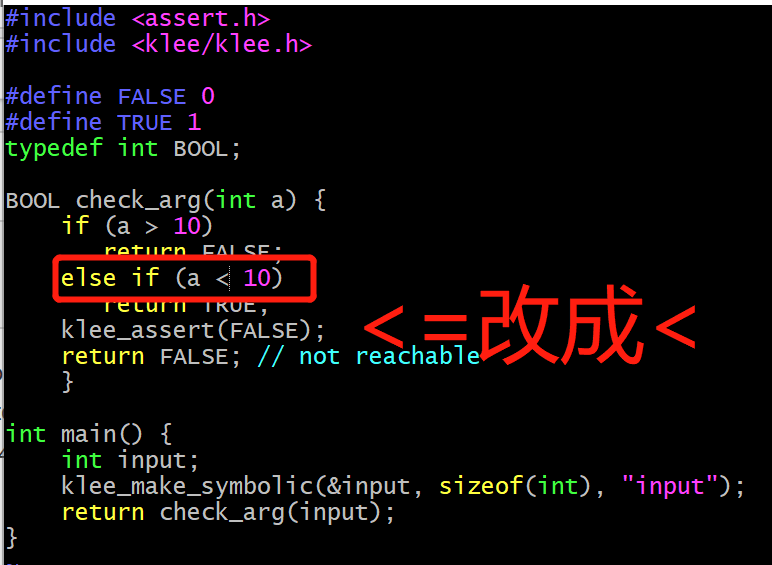 #include <assert.h>
#include <klee/klee.h>
#define FALSE 0
#define TRUE 1
typedef int BOOL;
BOOL check_arg(int a) {
if (a > 10)
return FALSE;
else if (a < 10)
return TRUE;
klee_assert(FALSE);
<=改成<
return FALSE; // not reachable
}
int main() {
int input;
klee_make_symbolic(&input, sizeof(int), "input");
return check_arg(input);
}